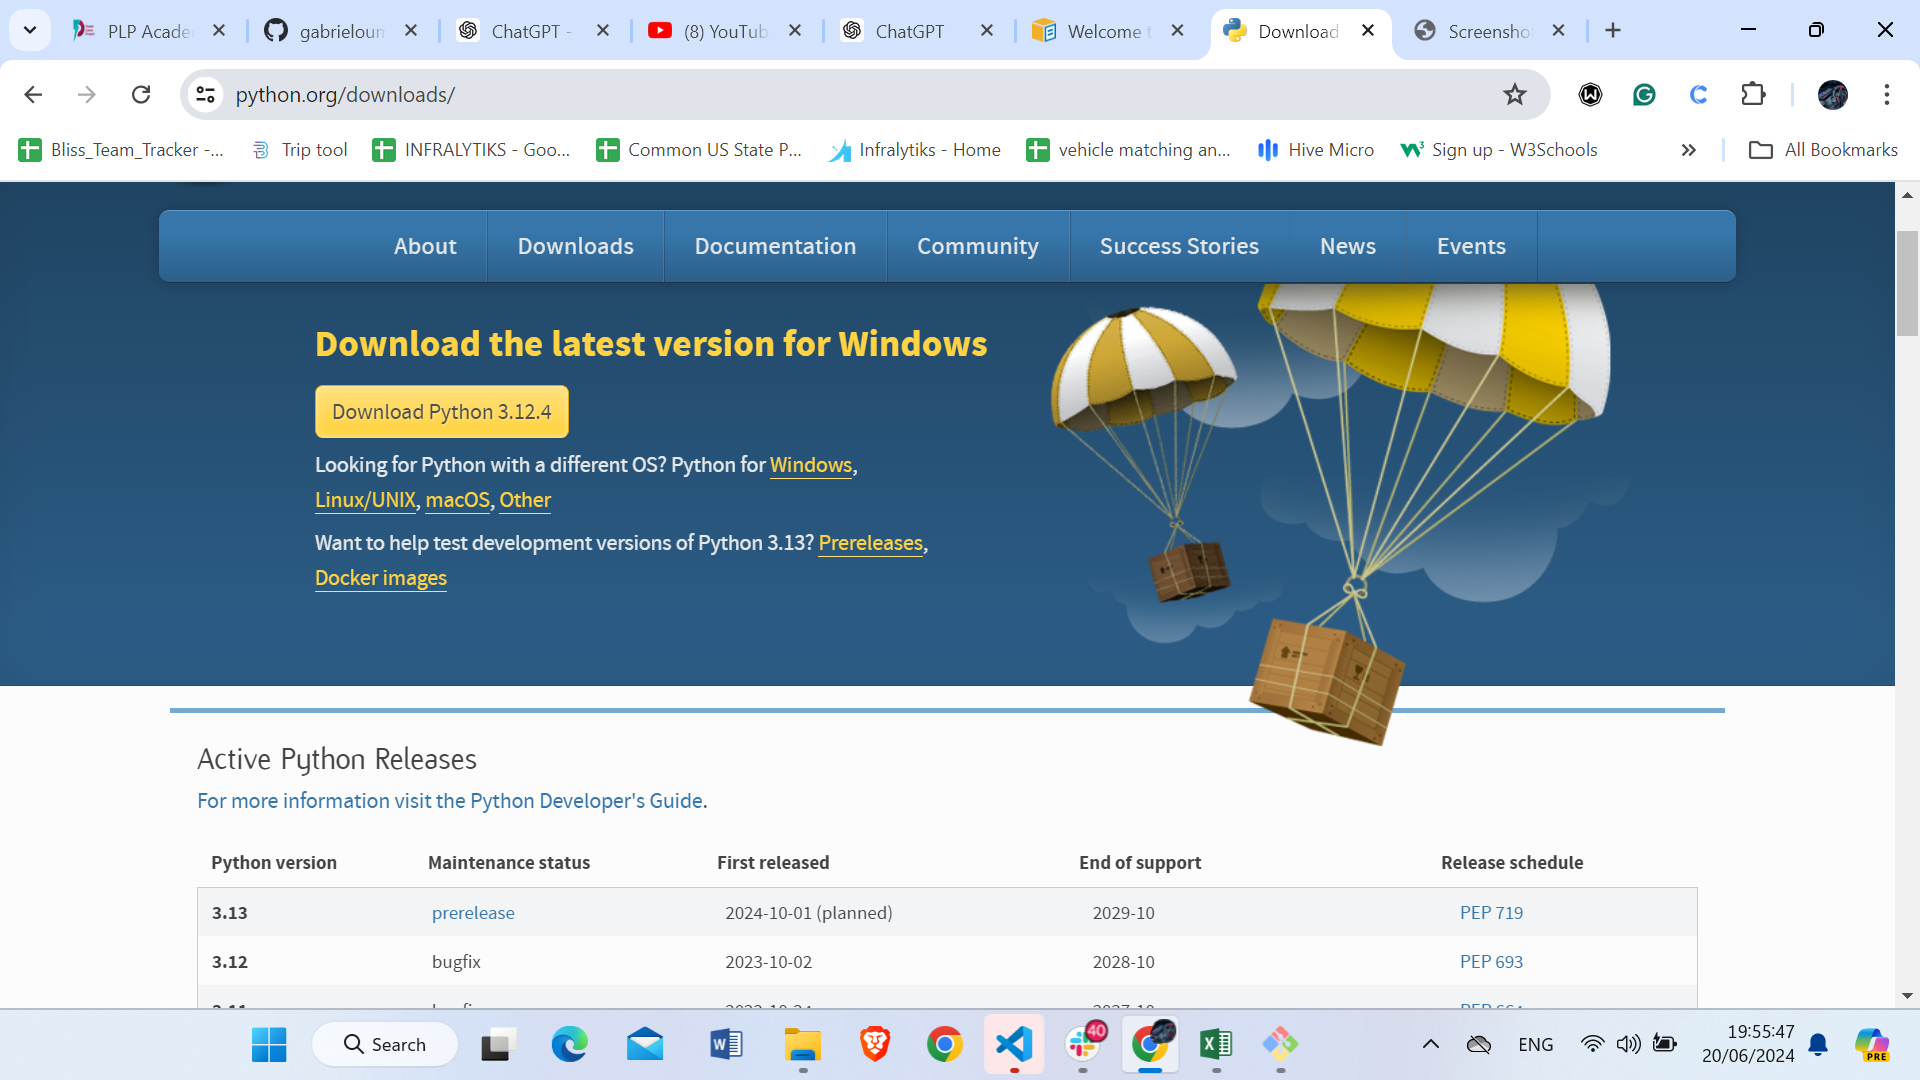 PLP Acade
gabrieloun
ChatGPT -
(8) YouTub
ChatGPT
Welcome t
Download
Screensho
python.org/downloads/
Bliss_Team_Tracker -...
Trip tool
INFRALYTIKS - Goo...
Common US State P...
Infralytiks - Home
vehicle matching an...
Hive Micro
Sign up - W3Schools
All Bookmarks
About
Downloads
Documentation
Community
Success Stories
News
Events
Download the latest version for Windows
Download Python 3.12.4
Looking for Python with a different OS? Python for Windows,
Linux/UNIX, macOS, Other
Want to help test development versions of Python 3.13? Prereleases,
Docker images
Active Python Releases
For more information visit the Python Developer's Guide.
Python version Maintenance status First released End of support Release schedule
3.13 prerelease 2024-10-01 (planned) 2029-10 PEP 719
3.12 bugfix 2023-10-02 2028-10 PEP 693
Search
40
ENG
19:55:47
20/06/2024
PRE